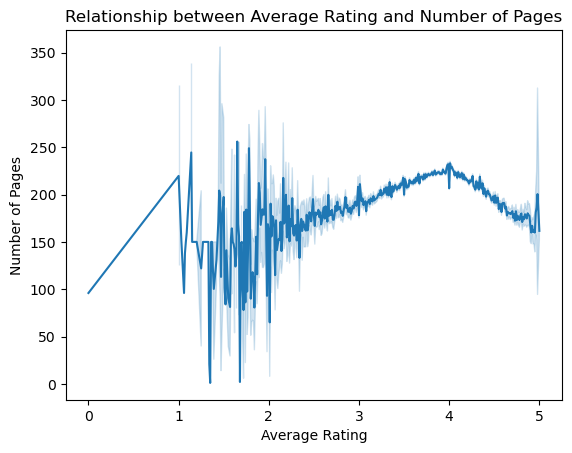 Relationship between Average Rating and Number of Pages
350
300
250
200
150
100
50
0
Number of Pages
0 1 2 3 4 5
Average Rating